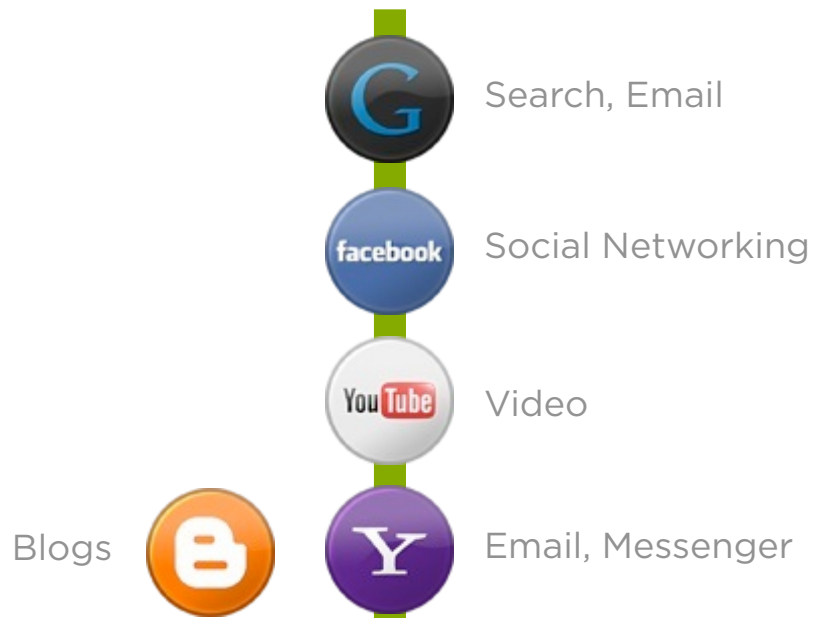 G
Search, Email
facebook
Social Networking
YouTube
Video
Blogs
B
Y
Email, Messenger